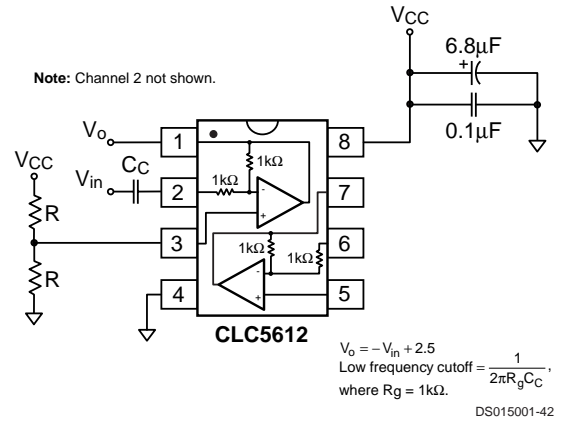 VCC
6.8µF
+
Note: Channel 2 not shown.
0.1µF
Vo
1
8
1kΩ
VCC
CC
Vin
2
1kΩ
-
7
+
R
3
1kΩ
1kΩ
6
-
R
4
+
5
CLC5612
Vo = – Vin + 2.5
Low frequency cutoff = 1 / 2πRgCC ,
where Rg = 1kΩ.
DS015001-42